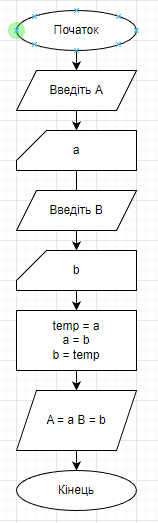 Початок
Введіть A
a
Введіть B
b
temp = a
a = b
b = temp
A = a B = b
Кінець